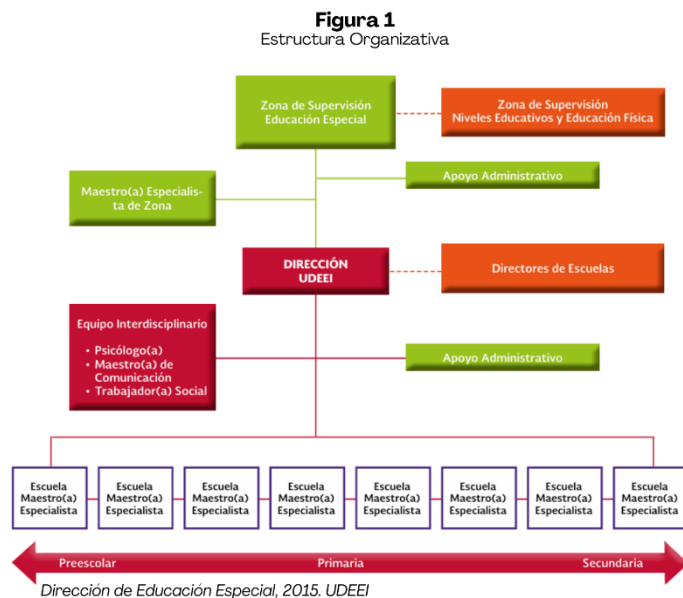 Figura 1
Estructura Organizativa
Zona de Supervisión
Educación Especial
Zona de Supervisión
Niveles Educativos y Educación Física
Maestro(a) Especialis-
ta de Zona
Apoyo Administrativo
DIRECCIÓN
UDEEI
Directores de Escuelas
Equipo Interdisciplinario
• Psicólogo(a)
• Maestro(a) de
Comunicación
• Trabajador(a) Social
Apoyo Administrativo
Escuela
Maestro(a)
Especialista
Escuela
Maestro(a)
Especialista
Escuela
Maestro(a)
Especialista
Escuela
Maestro(a)
Especialista
Escuela
Maestro(a)
Especialista
Escuela
Maestro(a)
Especialista
Escuela
Maestro(a)
Especialista
Escuela
Maestro(a)
Especialista
Preescolar
Primaria
Secundaria
Dirección de Educación Especial, 2015. UDEEI